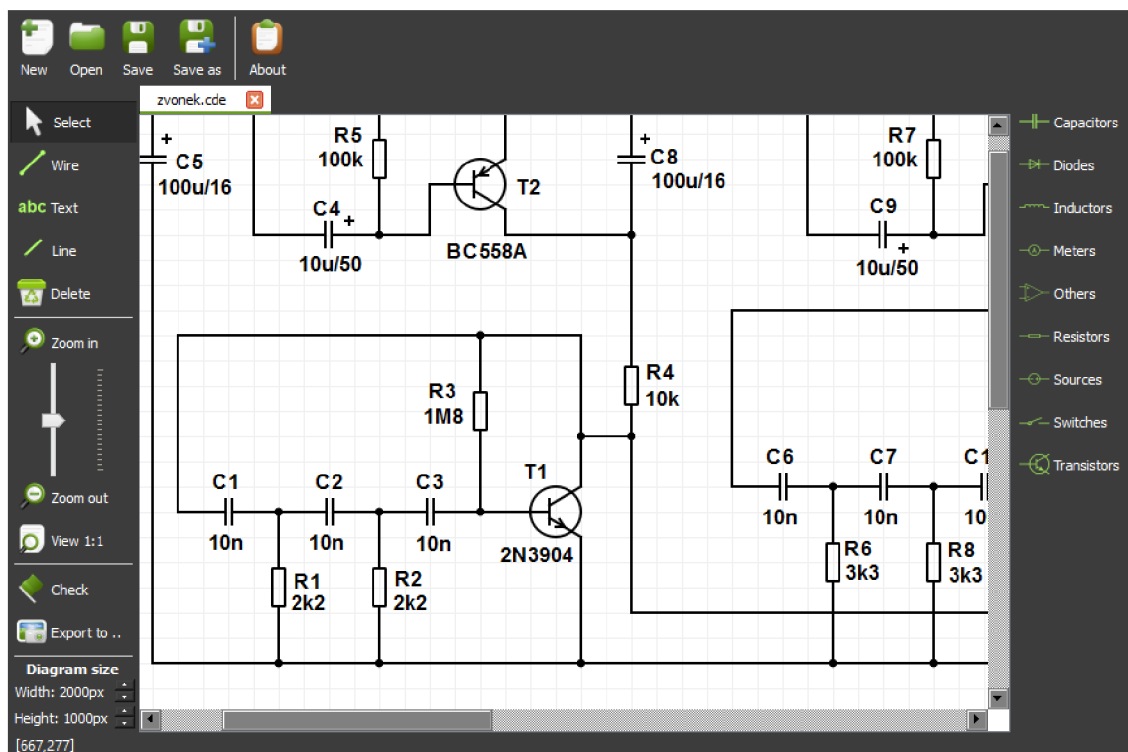 New Open Save Save as About
zvonek.cde
Select
Wire
abc Text
Line
Delete
Zoom in
Zoom out
View 1:1
Check
Export to ..
Diagram size
Width: 2000px
Height: 1000px
[667,277]
+
C5
100u/16
R5
100k
C4 +
10u/50
T2
BC558A
+
C8
100u/16
R7
100k
C9
+
10u/50
R3
1M8
R4
10k
C1
10n
C2
10n
C3
10n
T1
2N3904
R1
2k2
R2
2k2
C6
10n
C7
10n
C1
10
R6
3k3
R8
3k3
Capacitors
Diodes
Inductors
A Meters
Others
Resistors
Sources
Switches
Transistors